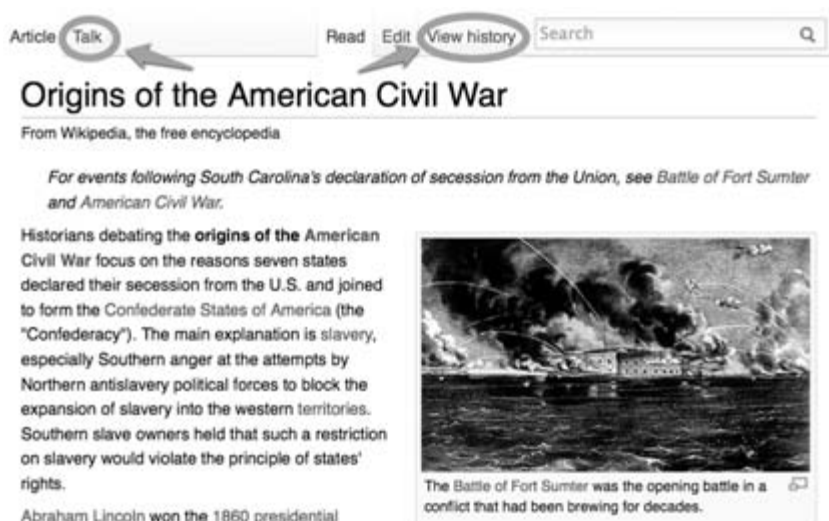 Article Talk Read Edit View history Search
Origins of the American Civil War
From Wikipedia, the free encyclopedia
For events following South Carolina's declaration of secession from the Union, see Battle of Fort Sumter
and American Civil War.
Historians debating the origins of the American
Civil War focus on the reasons seven states
declared their secession from the U.S. and joined
to form the Confederate States of America (the
"Confederacy"). The main explanation is slavery,
especially Southern anger at the attempts by
Northern antislavery political forces to block the
expansion of slavery into the western territories.
Southern slave owners held that such a restriction
on slavery would violate the principle of states'
rights.
The Battle of Fort Sumter was the opening battle in a
conflict that had been brewing for decades.
Abraham Lincoln won the 1860 presidential